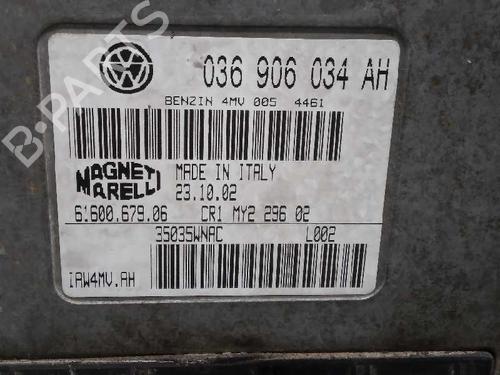 036 906 034 AH
BENZIN 4MV 005 4461
MAGNETI MARELLI
MADE IN ITALY
23.10.02
61600.679.06 CR1 MY2 296 02
35035WNAC L002
IAW4MV.AH
B-PARTS